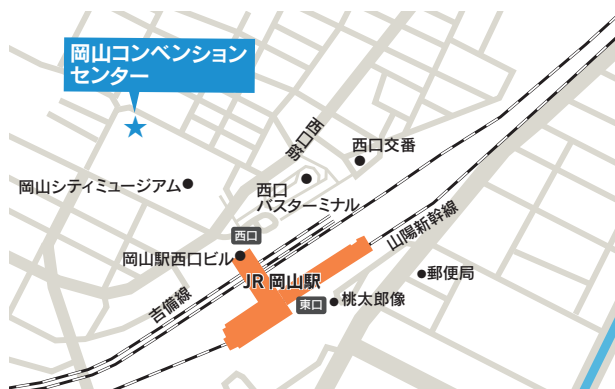 岡山コンベンション
センター
西口筋
西口交番
岡山シティミュージアム
西口
バスターミナル
西口
山陽新幹線
岡山駅西口ビル
JR 岡山駅
郵便局
吉備線
東口
桃太郎像